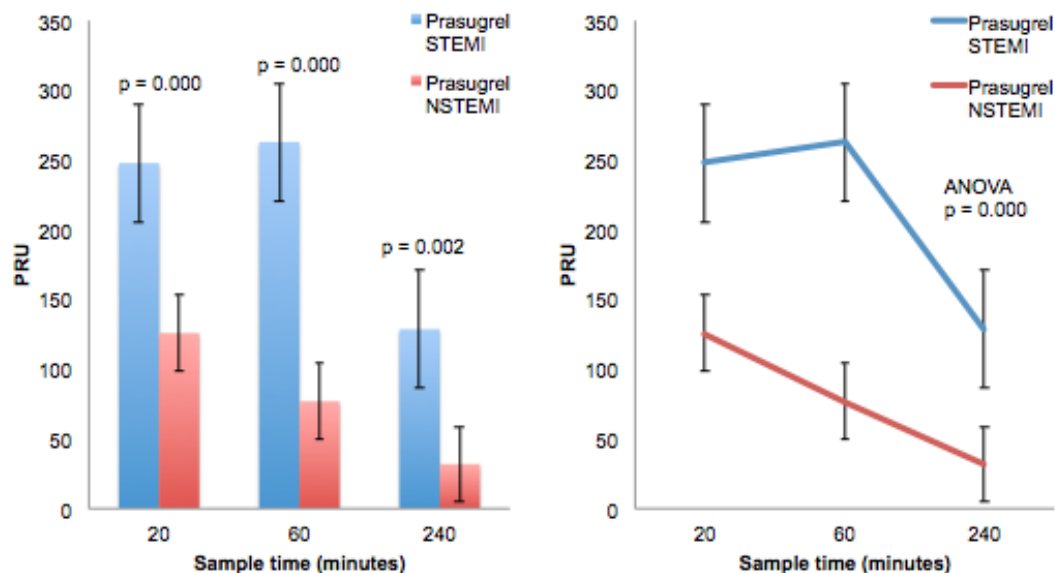 350
300
250
200
150
100
50
0
PRU
Prasugrel
STEMI
Prasugrel
NSTEMI
p = 0.000
p = 0.000
p = 0.002
20
60
240
Sample time (minutes)
350
300
250
200
150
100
50
0
PRU
Prasugrel
STEMI
Prasugrel
NSTEMI
ANOVA
p = 0.000
20
60
240
Sample time (minutes)